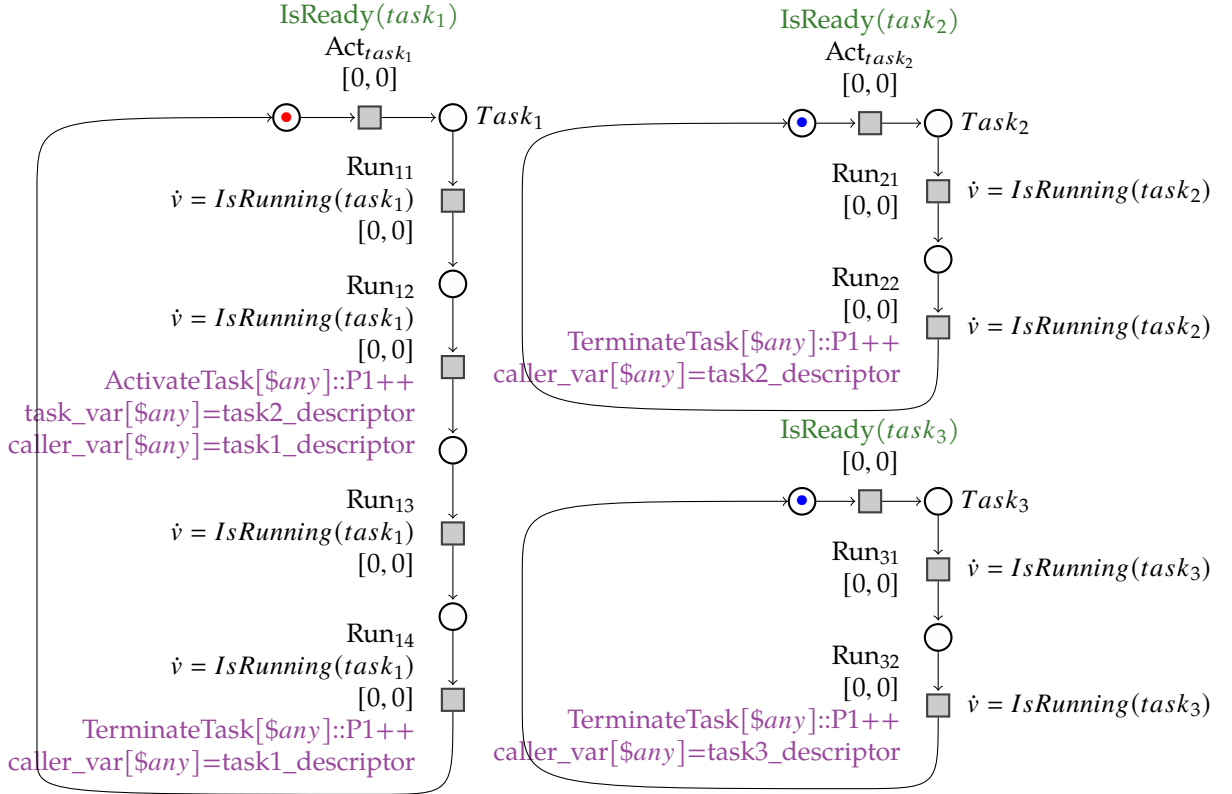 IsReady(task₁)
Act_{task₁}
[0, 0]
Task₁
Run₁₁
v̇ = IsRunning(task₁)
[0, 0]
Run₁₂
v̇ = IsRunning(task₁)
[0, 0]
ActivateTask[$any]::P1++
task_var[$any]=task2_descriptor
caller_var[$any]=task1_descriptor
Run₁₃
v̇ = IsRunning(task₁)
[0, 0]
Run₁₄
v̇ = IsRunning(task₁)
[0, 0]
TerminateTask[$any]::P1++
caller_var[$any]=task1_descriptor
IsReady(task₂)
Act_{task₂}
[0, 0]
Task₂
Run₂₁
[0, 0]
v̇ = IsRunning(task₂)
Run₂₂
[0, 0]
v̇ = IsRunning(task₂)
TerminateTask[$any]::P1++
caller_var[$any]=task2_descriptor
IsReady(task₃)
[0, 0]
Task₃
Run₃₁
[0, 0]
v̇ = IsRunning(task₃)
Run₃₂
[0, 0]
v̇ = IsRunning(task₃)
TerminateTask[$any]::P1++
caller_var[$any]=task3_descriptor